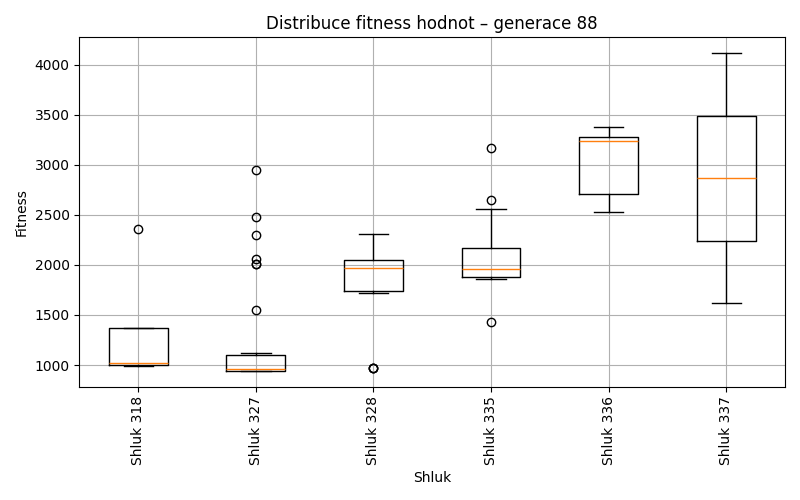 Distribuce fitness hodnot – generace 88
Fitness
4000
3500
3000
2500
2000
1500
1000
Shluk 318
Shluk 327
Shluk 328
Shluk 335
Shluk 336
Shluk 337
Shluk